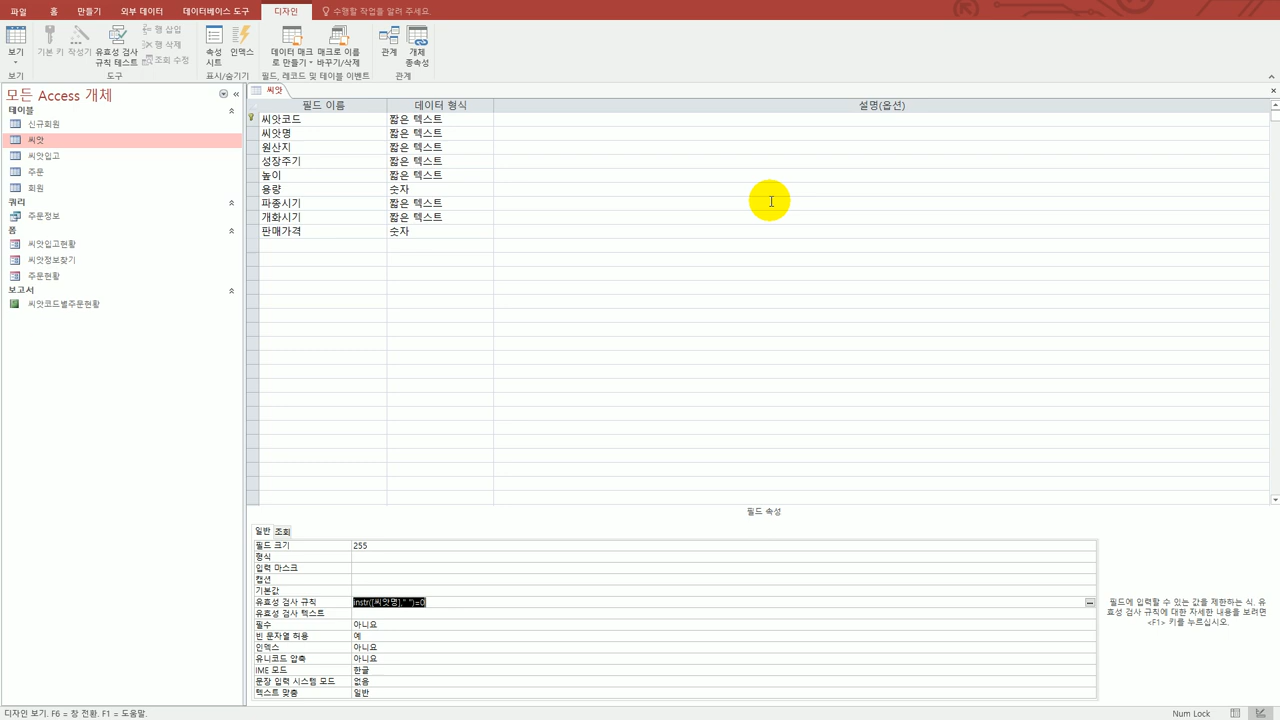 파일 홈 만들기 외부 데이터 데이터베이스 도구 디자인 수행할 작업을 알려 주세요.
보기
기본 키
작성기
유효성 검사
규칙 테스트
행 삽입
행 삭제
조회 수정
속성
시트
인덱스
데이터 매크
로 만들기
매크로 이름
바꾸기/삭제
관계
개체
종속성
보기 도구 표시/숨기기 필드, 레코드 및 테이블 이벤트 관계
모든 Access 개체
테이블
신규회원
씨앗
씨앗입고
주문
회원
쿼리
주문정보
폼
씨앗입고현황
씨앗정보찾기
주문현황
보고서
씨앗코드별주문현황
씨앗
필드 이름 데이터 형식 설명(옵션)
씨앗코드 짧은 텍스트
씨앗명 짧은 텍스트
원산지 짧은 텍스트
성장주기 짧은 텍스트
높이 짧은 텍스트
용량 숫자
파종시기 짧은 텍스트
개화시기 짧은 텍스트
판매가격 숫자
필드 속성
일반 조회
필드 크기 255
형식
입력 마스크
캡션
기본값
유효성 검사 규칙 instr([씨앗명]," ")=0
유효성 검사 텍스트
필수 아니요
빈 문자열 허용 예
인덱스 아니요
유니코드 압축 아니요
IME 모드 한글
문장 입력 시스템 모드 없음
텍스트 맞춤 일반
필드에 입력할 수 있는 값을 제한하는 식. 유
효성 검사 규칙에 대한 자세한 내용을 보려면
<F1> 키를 누르십시오.
디자인 보기. F6 = 창 전환. F1 = 도움말.
Num Lock